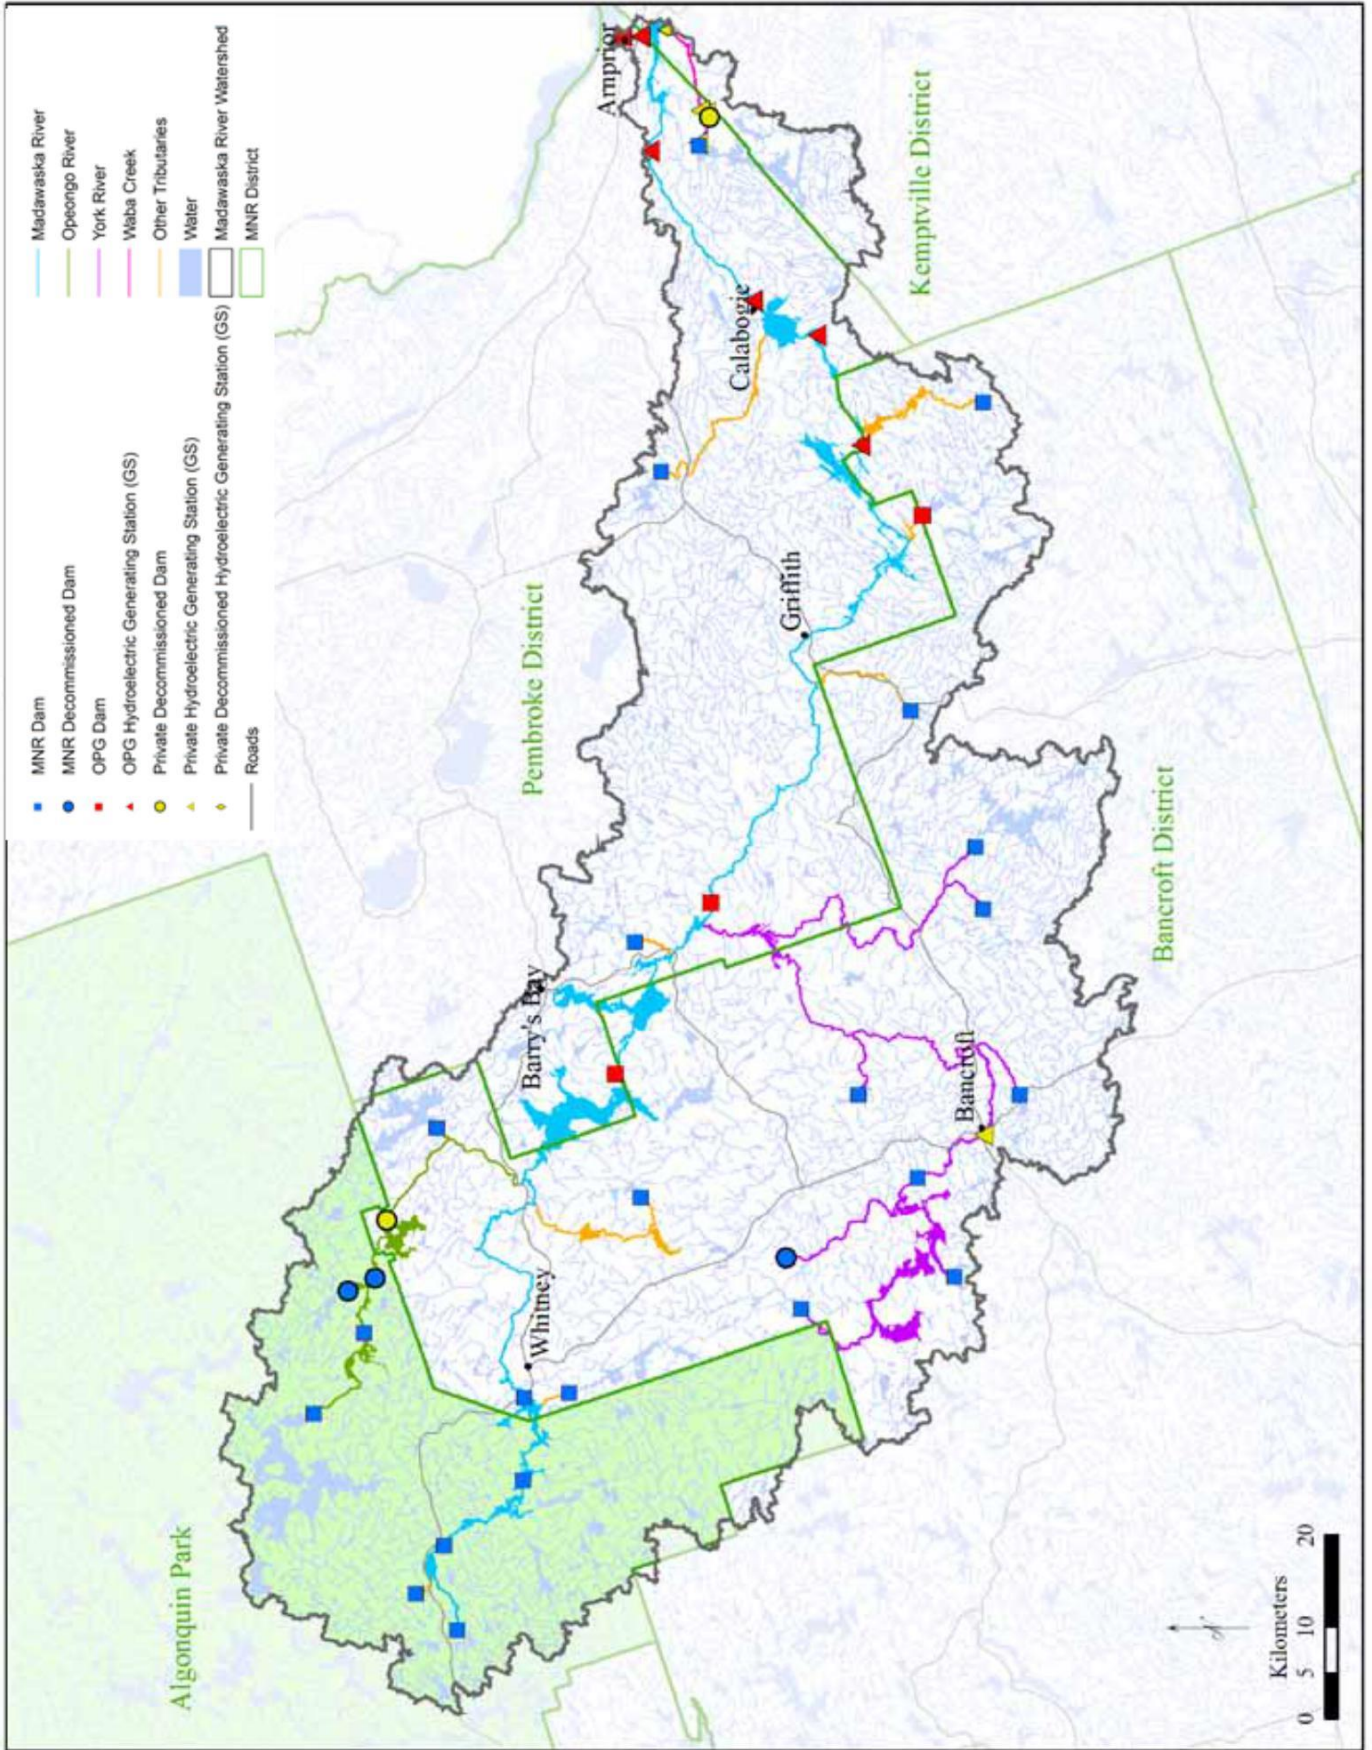 MNR Dam
MNR Decommissioned Dam
OPG Dam
OPG Hydroelectric Generating Station (GS)
Private Decommissioned Dam
Private Hydroelectric Generating Station (GS)
Private Decommissioned Hydroelectric Generating Station (GS)
Roads
Madawaska River
Opeongo River
York River
Waba Creek
Other Tributaries
Water
Madawaska River Watershed
MNR District
Algonquin Park
Pembroke District
Kemptville District
Bancroft District
Whitney
Barry's Bay
Bancroft
Griffith
Calabogie
Arnprior
N
Kilometers
0 5 10 20